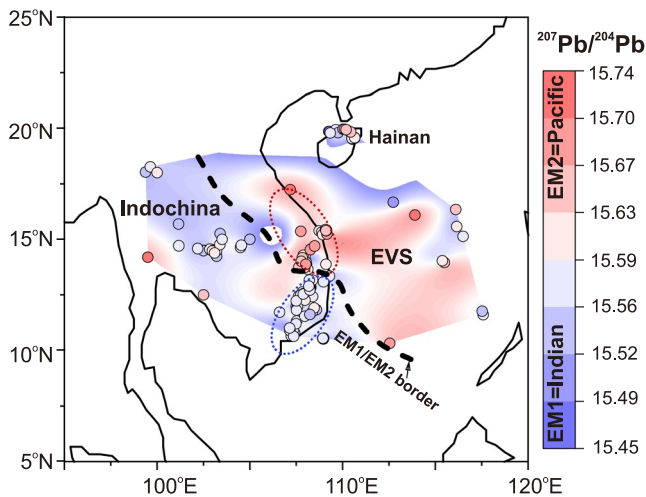 25°N
20°N
15°N
10°N
5°N
100°E
110°E
120°E
Hainan
Indochina
EVS
EM1/EM2 border
²⁰⁷Pb/²⁰⁴Pb
15.74
15.70
15.67
15.63
15.59
15.56
15.52
15.49
15.45
EM2=Pacific
EM1=Indian